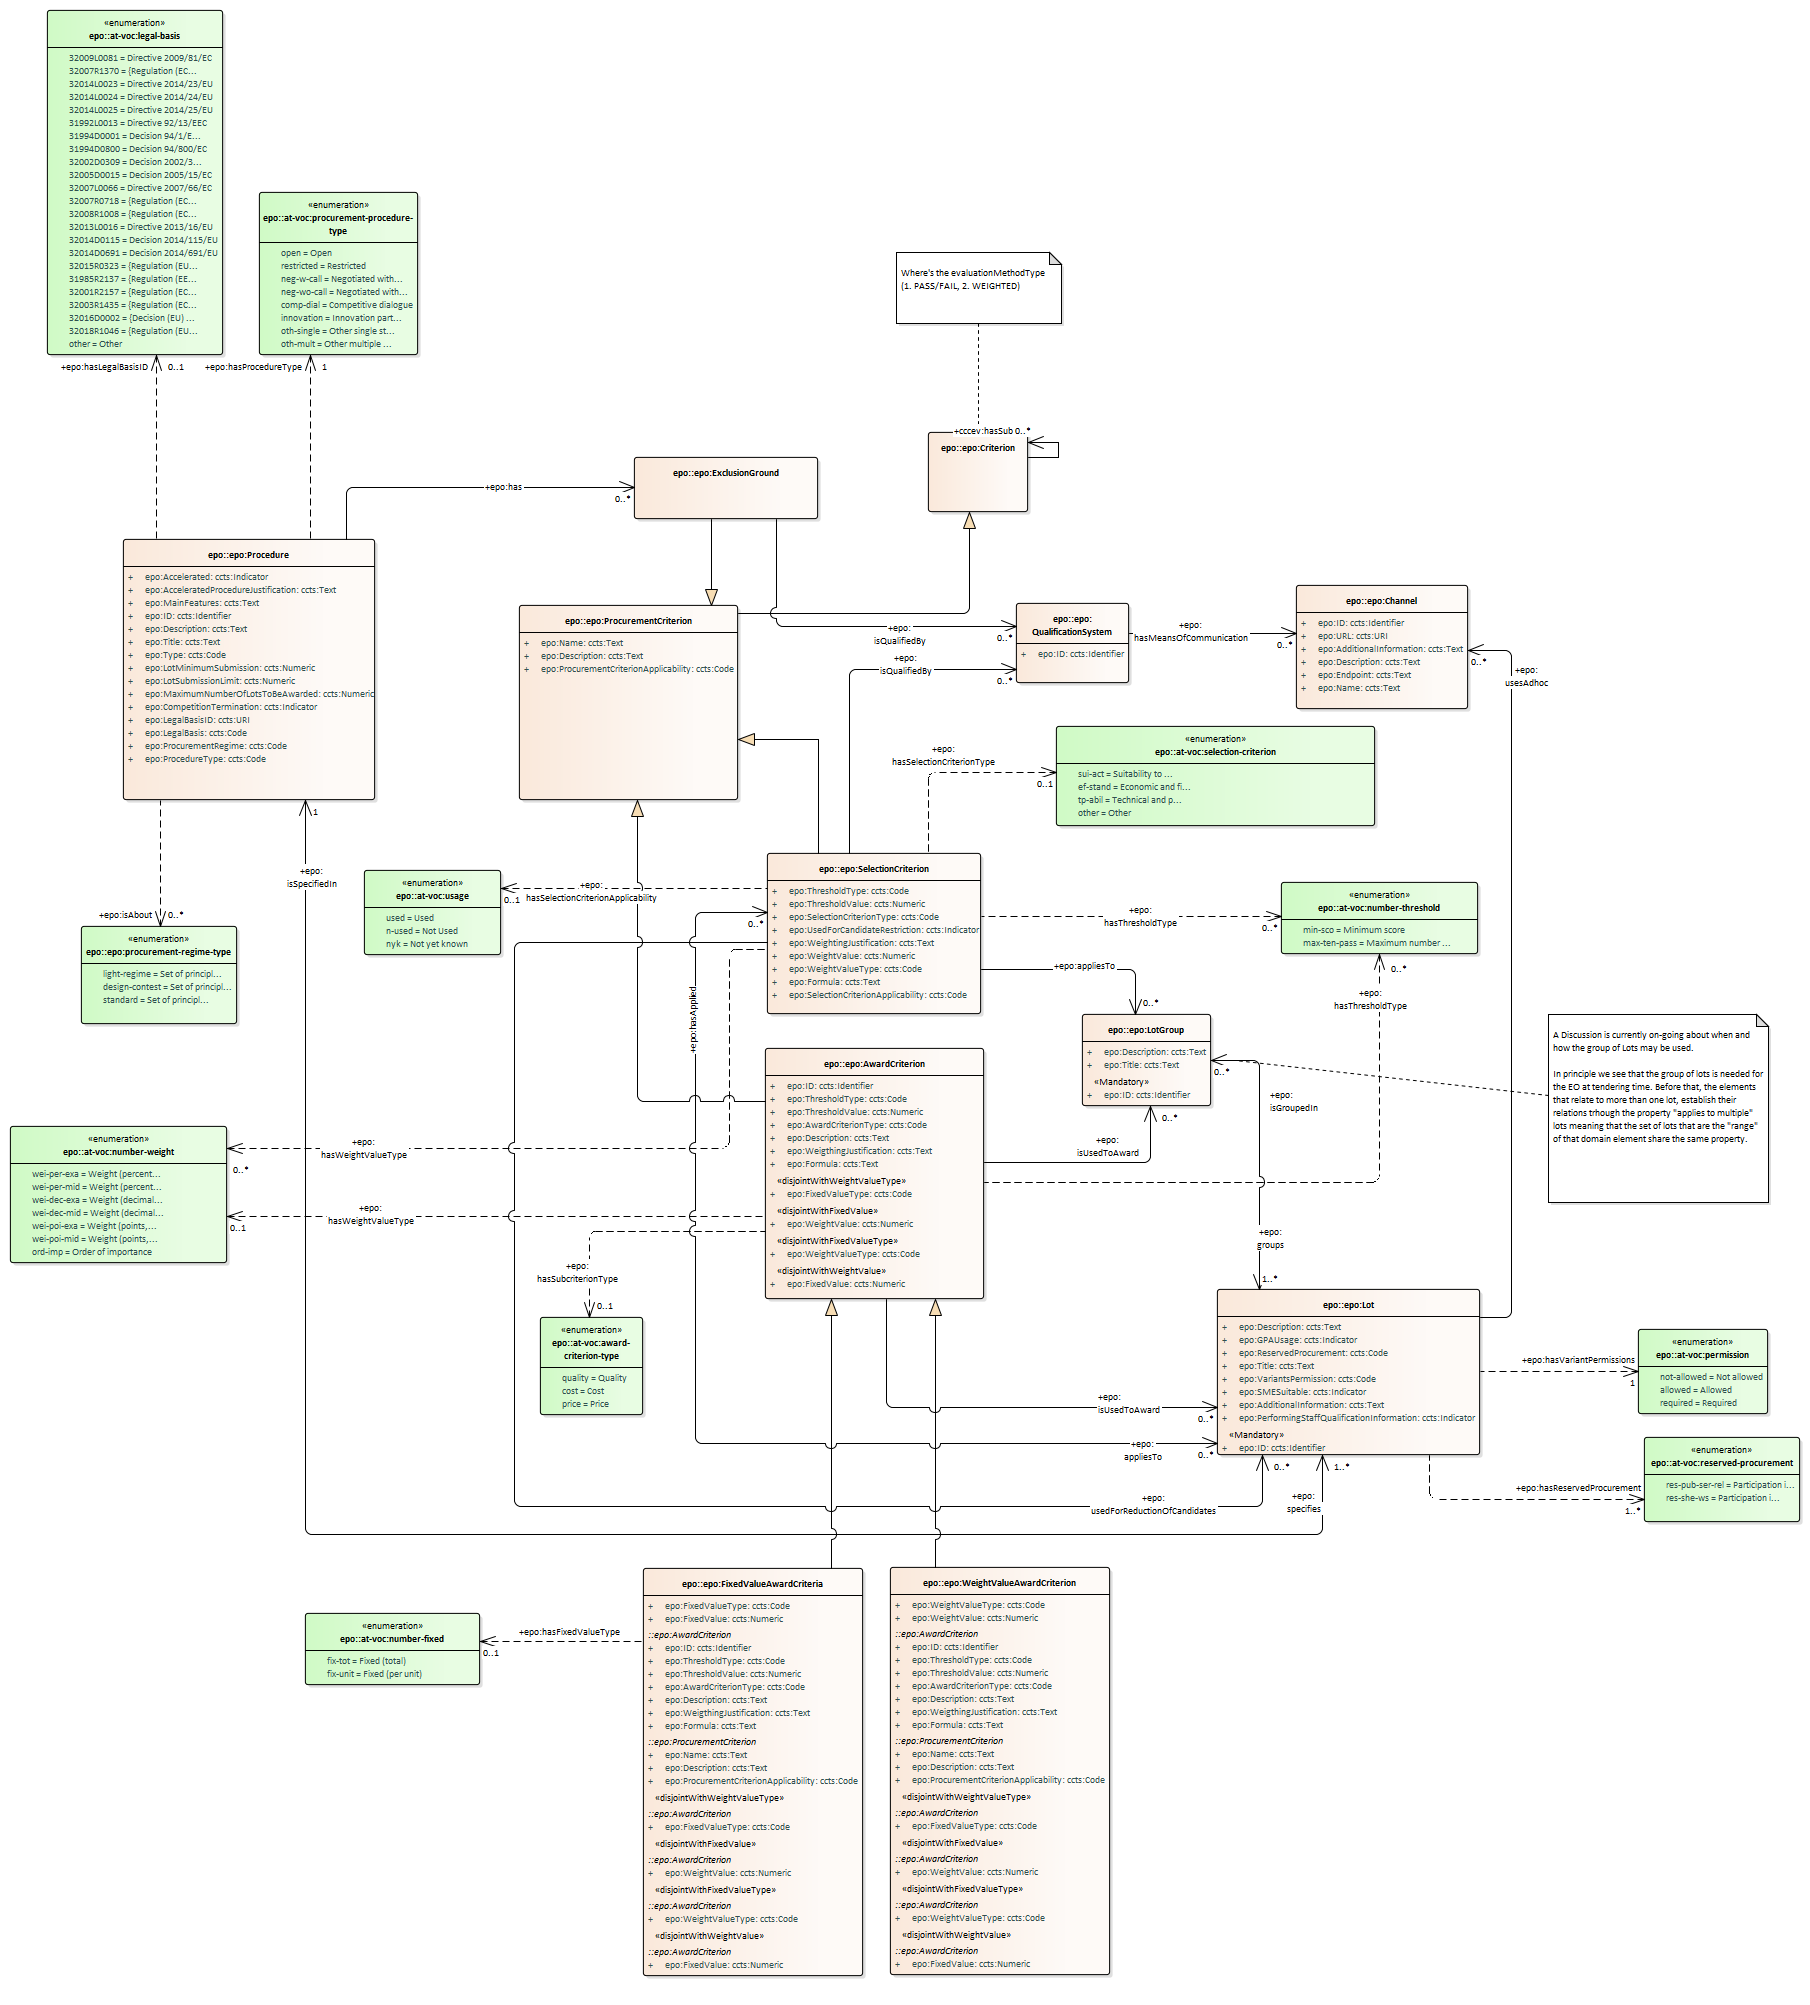 «enumeration»
epo::at-voc:legal-basis
32009L0081 = Directive 2009/81/EC
32007R1370 = {Regulation (EC...
32014L0023 = Directive 2014/23/EU
32014L0024 = Directive 2014/24/EU
32014L0025 = Directive 2014/25/EU
31992L0013 = Directive 92/13/EEC
31994D0001 = Decision 94/1/E...
31994D0800 = Decision 94/800/EC
32002D0309 = Decision 2002/3...
32005D0015 = Decision 2005/15/EC
32007L0066 = Directive 2007/66/EC
32007R0718 = {Regulation (EC...
32008R1008 = {Regulation (EC...
32013L0016 = Directive 2013/16/EU
32014D0115 = Decision 2014/115/EU
32014D0691 = Decision 2014/691/EU
32015R0323 = {Regulation (EU...
31985R2137 = {Regulation (EE...
32001R2157 = {Regulation (EC...
32003R1435 = {Regulation (EC...
32016D0002 = {Decision (EU) ...
32018R1046 = {Regulation (EU...
other = Other
«enumeration»
epo::at-voc:procurement-procedure-
type
open = Open
restricted = Restricted
neg-w-call = Negotiated with...
neg-wo-call = Negotiated with...
comp-dial = Competitive dialogue
innovation = Innovation part...
oth-single = Other single st...
oth-mult = Other multiple ...
+epo:hasLegalBasisID 0..1
+epo:hasProcedureType 1
Where's the evaluationMethodType
(1. PASS/FAIL, 2. WEIGHTED)
+cccev:hasSub 0..*
epo::epo:Criterion
epo::epo:ExclusionGround
+epo:has
0..*
epo::epo:Procedure
+ epo:Accelerated: ccts:Indicator
+ epo:AcceleratedProcedureJustification: ccts:Text
+ epo:MainFeatures: ccts:Text
+ epo:ID: ccts:Identifier
+ epo:Description: ccts:Text
+ epo:Title: ccts:Text
+ epo:Type: ccts:Code
+ epo:LotMinimumSubmission: ccts:Numeric
+ epo:LotSubmissionLimit: ccts:Numeric
+ epo:MaximumNumberOfLotsToBeAwarded: ccts:Numeric
+ epo:CompetitionTermination: ccts:Indicator
+ epo:LegalBasisID: ccts:URI
+ epo:LegalBasis: ccts:Code
+ epo:ProcurementRegime: ccts:Code
+ epo:ProcedureType: ccts:Code
epo::epo:ProcurementCriterion
+ epo:Name: ccts:Text
+ epo:Description: ccts:Text
+ epo:ProcurementCriterionApplicability: ccts:Code
+epo:
isQualifiedBy
0..*
+epo:
isQualifiedBy
0..*
epo::epo:
QualificationSystem
+ epo:ID: ccts:Identifier
+epo:
hasMeansOfCommunication
0..*
epo::epo:Channel
+ epo:ID: ccts:Identifier
+ epo:URL: ccts:URI
+ epo:AdditionalInformation: ccts:Text
+ epo:Description: ccts:Text
+ epo:Endpoint: ccts:Text
+ epo:Name: ccts:Text
0..*
+epo:
usesAdhoc
+epo:
hasSelectionCriterionType
0..1
«enumeration»
epo::at-voc:selection-criterion
sui-act = Suitability to ...
ef-stand = Economic and fi...
tp-abil = Technical and p...
other = Other
1
+epo:
isSpecifiedIn
+epo:isAbout 0..*
«enumeration»
epo::epo:procurement-regime-type
light-regime = Set of principl...
design-contest = Set of principl...
standard = Set of principl...
«enumeration»
epo::at-voc:usage
used = Used
n-used = Not Used
nyk = Not yet known
+epo:
hasSelectionCriterionApplicability
0..1
epo::epo:SelectionCriterion
+ epo:ThresholdType: ccts:Code
+ epo:ThresholdValue: ccts:Numeric
+ epo:SelectionCriterionType: ccts:Code
+ epo:UsedForCandidateRestriction: ccts:Indicator
+ epo:WeightingJustification: ccts:Text
+ epo:WeightValue: ccts:Numeric
+ epo:WeightValueType: ccts:Code
+ epo:Formula: ccts:Text
+ epo:SelectionCriterionApplicability: ccts:Code
0..*
+epo:hasApplied
+epo:
hasThresholdType
0..*
«enumeration»
epo::at-voc:number-threshold
min-sco = Minimum score
max-ten-pass = Maximum number ...
0..*
+epo:
hasThresholdType
+epo:appliesTo
0..*
epo::epo:LotGroup
+ epo:Description: ccts:Text
+ epo:Title: ccts:Text
«Mandatory»
+ epo:ID: ccts:Identifier
0..*
+epo:
isGroupedIn
0..*
+epo:
isUsedToAward
A Discussion is currently on-going about when and
how the group of Lots may be used.
In principle we see that the group of lots is needed for
the EO at tendering time. Before that, the elements
that relate to more than one lot, establish their
relations trhough the property "applies to multiple"
lots meaning that the set of lots that are the "range"
of that domain element share the same property.
epo::epo:AwardCriterion
+ epo:ID: ccts:Identifier
+ epo:ThresholdType: ccts:Code
+ epo:ThresholdValue: ccts:Numeric
+ epo:AwardCriterionType: ccts:Code
+ epo:Description: ccts:Text
+ epo:WeigthingJustification: ccts:Text
+ epo:Formula: ccts:Text
«disjointWithWeightValueType»
+ epo:FixedValueType: ccts:Code
«disjointWithFixedValue»
+ epo:WeightValue: ccts:Numeric
«disjointWithFixedValueType»
+ epo:WeightValueType: ccts:Code
«disjointWithWeightValue»
+ epo:FixedValue: ccts:Numeric
«enumeration»
epo::at-voc:number-weight
wei-per-exa = Weight (percent...
wei-per-mid = Weight (percent...
wei-dec-exa = Weight (decimal...
wei-dec-mid = Weight (decimal...
wei-poi-exa = Weight (points,...
wei-poi-mid = Weight (points,...
ord-imp = Order of importance
+epo:
hasWeightValueType
0..*
+epo:
hasWeightValueType
0..1
+epo:
hasSubcriterionType
0..1
«enumeration»
epo::at-voc:award-
criterion-type
quality = Quality
cost = Cost
price = Price
+epo:
groups
1..*
epo::epo:Lot
+ epo:Description: ccts:Text
+ epo:GPAUsage: ccts:Indicator
+ epo:ReservedProcurement: ccts:Code
+ epo:Title: ccts:Text
+ epo:VariantsPermission: ccts:Code
+ epo:SMESuitable: ccts:Indicator
+ epo:AdditionalInformation: ccts:Text
+ epo:PerformingStaffQualificationInformation: ccts:Indicator
«Mandatory»
+ epo:ID: ccts:Identifier
+epo:hasVariantPermissions
1
«enumeration»
epo::at-voc:permission
not-allowed = Not allowed
allowed = Allowed
required = Required
«enumeration»
epo::at-voc:reserved-procurement
res-pub-ser-rel = Participation i...
res-she-ws = Participation i...
+epo:hasReservedProcurement
1..*
+epo:
isUsedToAward
0..*
+epo:
appliesTo
0..*
0..*
1..*
+epo:
usedForReductionOfCandidates
+epo:
specifies
epo::epo:FixedValueAwardCriteria
+ epo:FixedValueType: ccts:Code
+ epo:FixedValue: ccts:Numeric
::epo:AwardCriterion
+ epo:ID: ccts:Identifier
+ epo:ThresholdType: ccts:Code
+ epo:ThresholdValue: ccts:Numeric
+ epo:AwardCriterionType: ccts:Code
+ epo:Description: ccts:Text
+ epo:WeigthingJustification: ccts:Text
+ epo:Formula: ccts:Text
::epo:ProcurementCriterion
+ epo:Name: ccts:Text
+ epo:Description: ccts:Text
+ epo:ProcurementCriterionApplicability: ccts:Code
«disjointWithWeightValueType»
::epo:AwardCriterion
+ epo:FixedValueType: ccts:Code
«disjointWithFixedValue»
::epo:AwardCriterion
+ epo:WeightValue: ccts:Numeric
«disjointWithFixedValueType»
::epo:AwardCriterion
+ epo:WeightValueType: ccts:Code
«disjointWithWeightValue»
::epo:AwardCriterion
+ epo:FixedValue: ccts:Numeric
epo::epo:WeightValueAwardCriterion
+ epo:WeightValueType: ccts:Code
+ epo:WeightValue: ccts:Numeric
::epo:AwardCriterion
+ epo:ID: ccts:Identifier
+ epo:ThresholdType: ccts:Code
+ epo:ThresholdValue: ccts:Numeric
+ epo:AwardCriterionType: ccts:Code
+ epo:Description: ccts:Text
+ epo:WeigthingJustification: ccts:Text
+ epo:Formula: ccts:Text
::epo:ProcurementCriterion
+ epo:Name: ccts:Text
+ epo:Description: ccts:Text
+ epo:ProcurementCriterionApplicability: ccts:Code
«disjointWithWeightValueType»
::epo:AwardCriterion
+ epo:FixedValueType: ccts:Code
«disjointWithFixedValue»
::epo:AwardCriterion
+ epo:WeightValue: ccts:Numeric
«disjointWithFixedValueType»
::epo:AwardCriterion
+ epo:WeightValueType: ccts:Code
«disjointWithWeightValue»
::epo:AwardCriterion
+ epo:FixedValue: ccts:Numeric
«enumeration»
epo::at-voc:number-fixed
fix-tot = Fixed (total)
fix-unit = Fixed (per unit)
+epo:hasFixedValueType
0..1